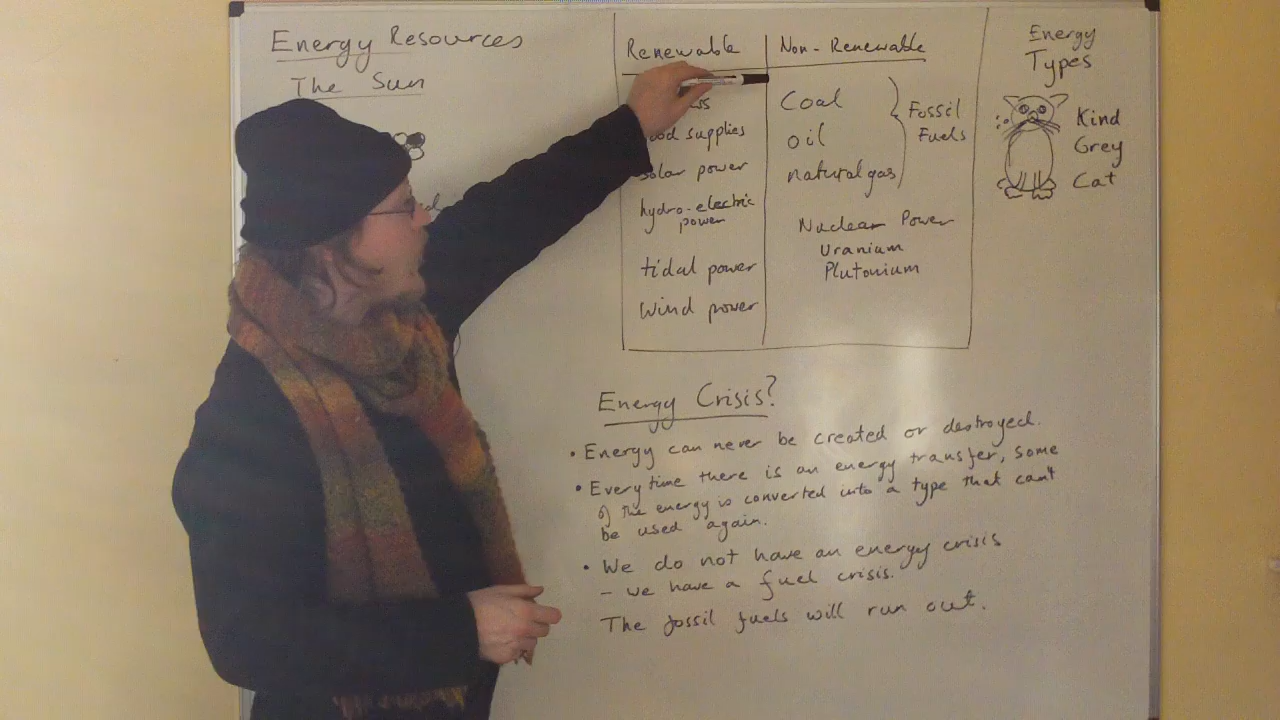 Energy Resources
The Sun
Renewable
food supplies
solar power
hydro-electric
power
tidal power
wind power
Non-Renewable
Coal
oil
natural gas
Fossil
Fuels
Nuclear Power
Uranium
Plutonium
Energy
Types
Kind
Grey
Cat
Energy Crisis?
• Energy can never be created or destroyed.
• Every time there is an energy transfer, some
of the energy is converted into a type that can't
be used again.
• We do not have an energy crisis
- we have a fuel crisis.
The fossil fuels will run out.